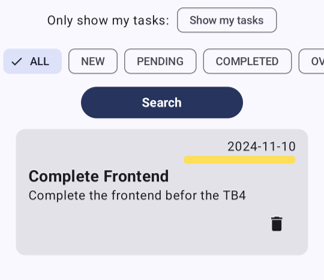 Only show my tasks: Show my tasks
ALL NEW PENDING COMPLETED OV
Search
2024-11-10
Complete Frontend
Complete the frontend befor the TB4